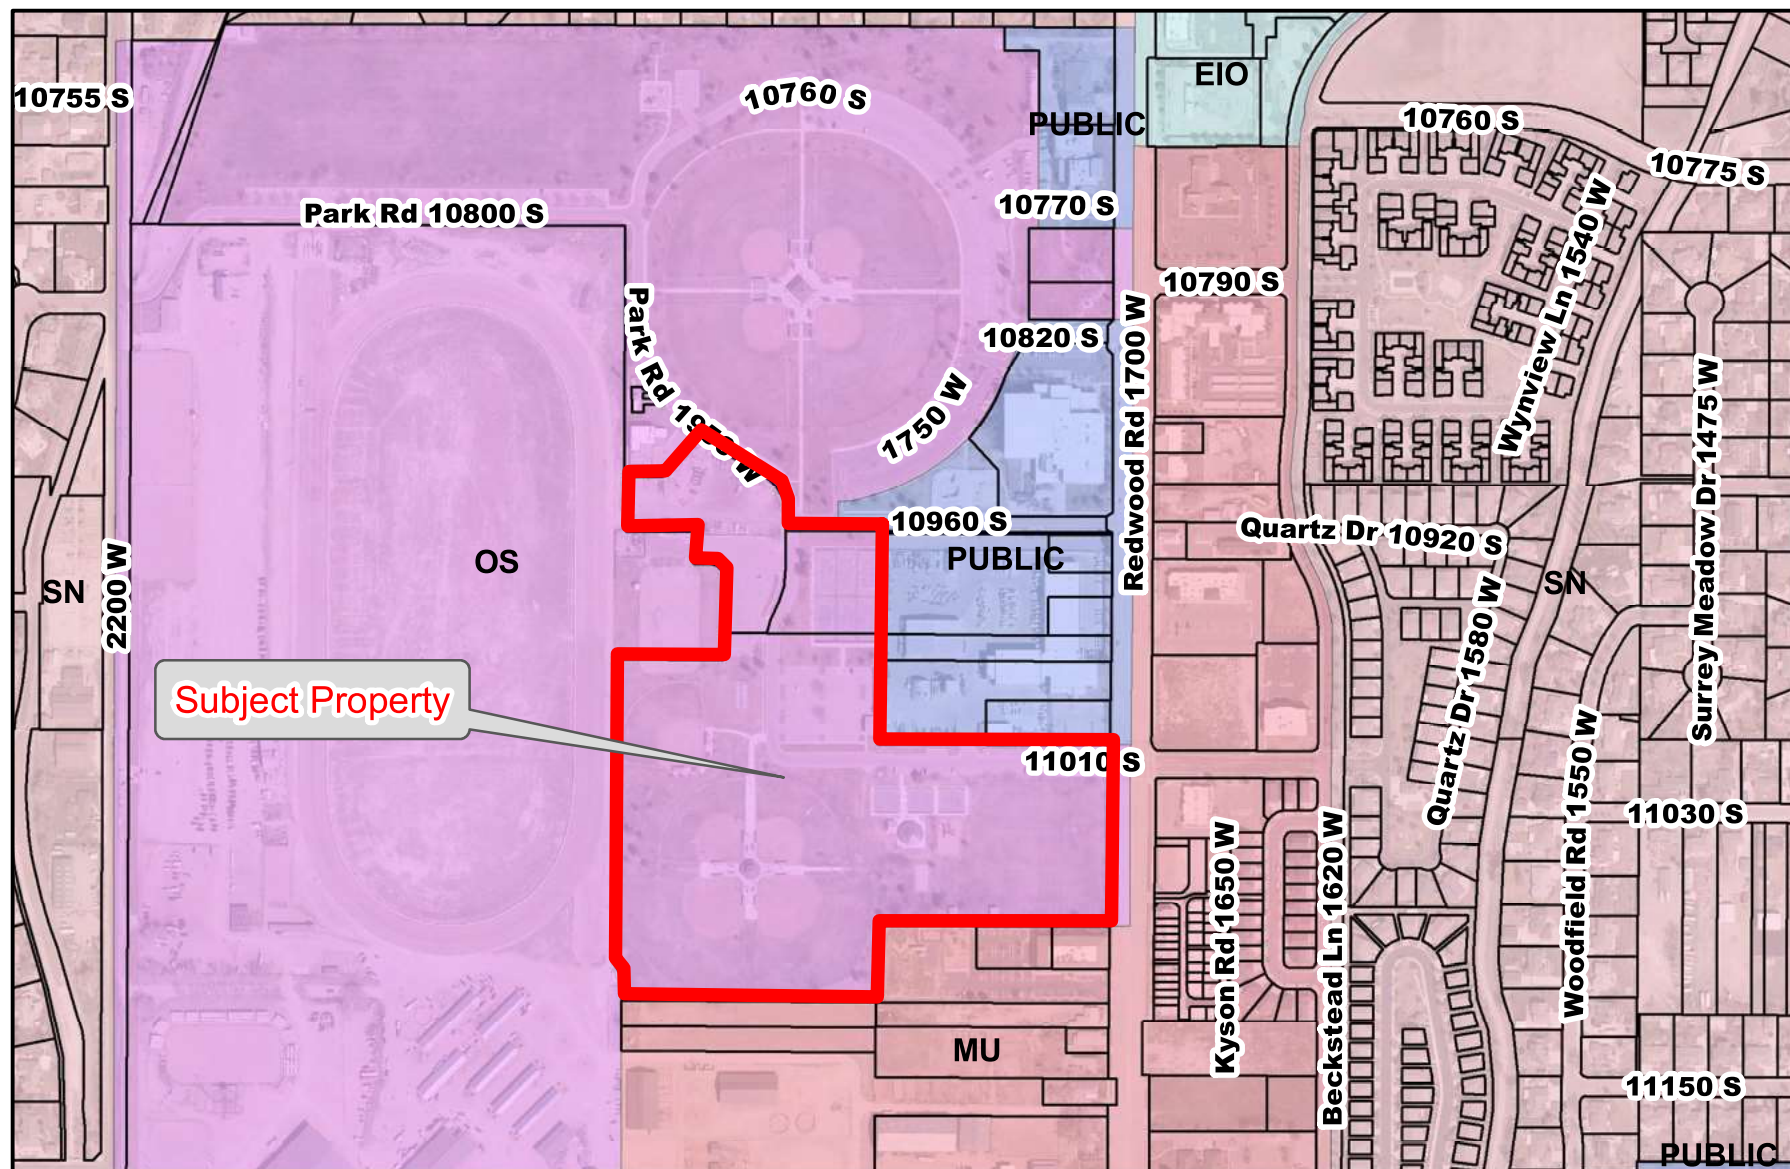 EIO
10755 S
10760 S
PUBLIC
10760 S
10775 S
10770 S
Park Rd 10800 S
Wynview Ln 1540 W
10790 S
Park Rd 1950 W
10820 S
Redwood Rd 1700 W
1750 W
Surrey Meadow Dr 1475 W
10960 S
Quartz Dr 10920 S
PUBLIC
OS
SN
SN
2200 W
Quartz Dr 1580 W
Subject Property
11010 S
Woodfield Rd 1550 W
11030 S
Kyson Rd 1650 W
Beckstead Ln 1620 W
MU
11150 S
PUBLIC